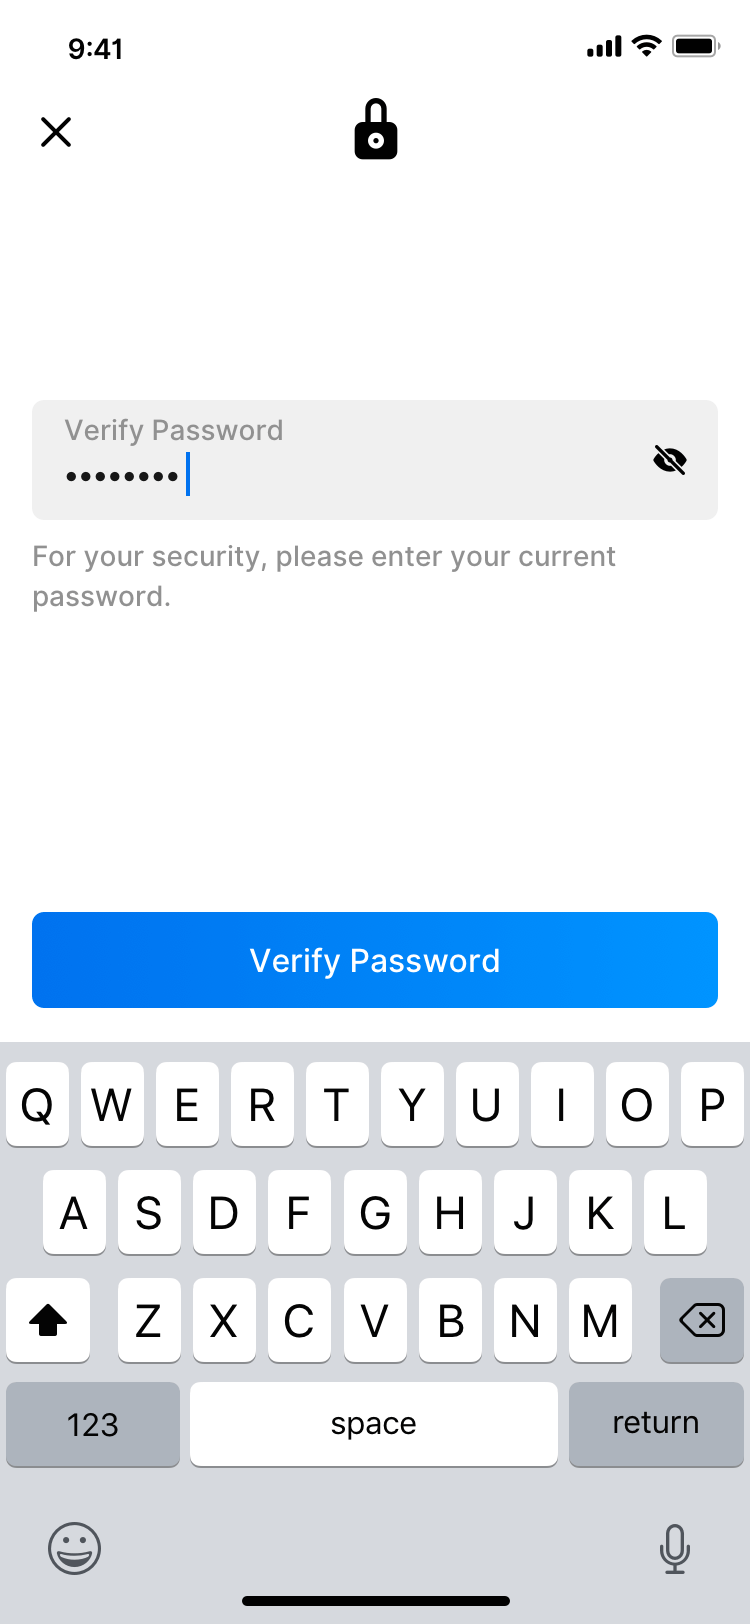 9:41
Verify Password
••••••••
For your security, please enter your current
password.
Verify Password
Q W E R T Y U I O P
A S D F G H J K L
Z X C V B N M
123 space return